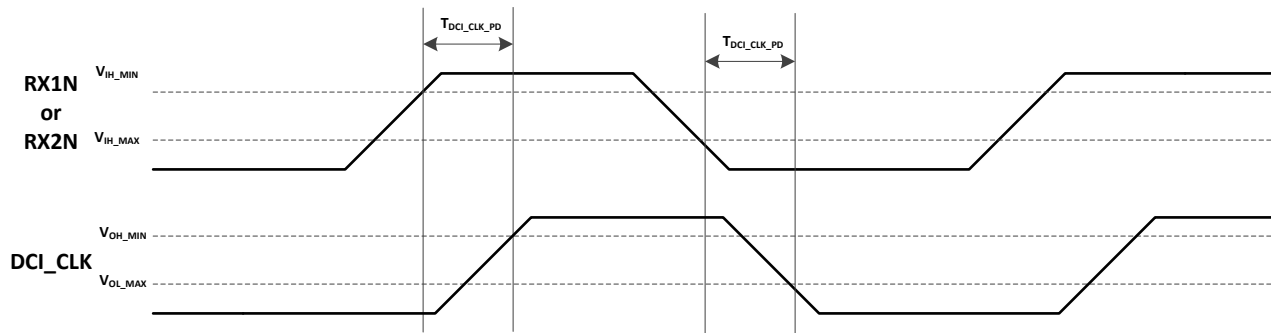 TDCI_CLK_PD
TDCI_CLK_PD
RX1N
or
RX2N
VIH_MIN
VIH_MAX
DCI_CLK
VOH_MIN
VOL_MAX